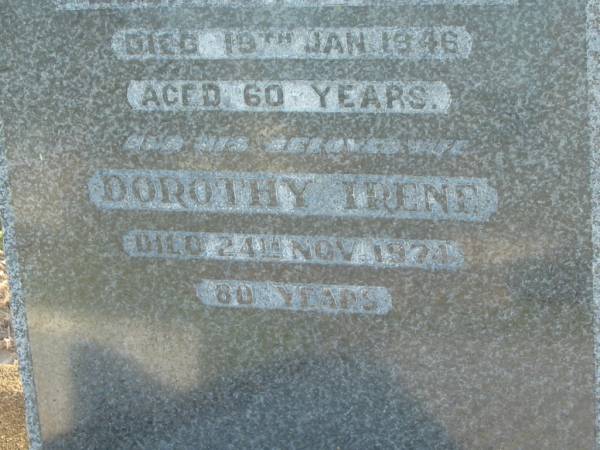 DIED 19TH JAN. 1946
AGED 60 YEARS.
AND HIS BELOVED WIFE
DOROTHY IRENE
DIED 24TH NOV. 1974
80 YEARS